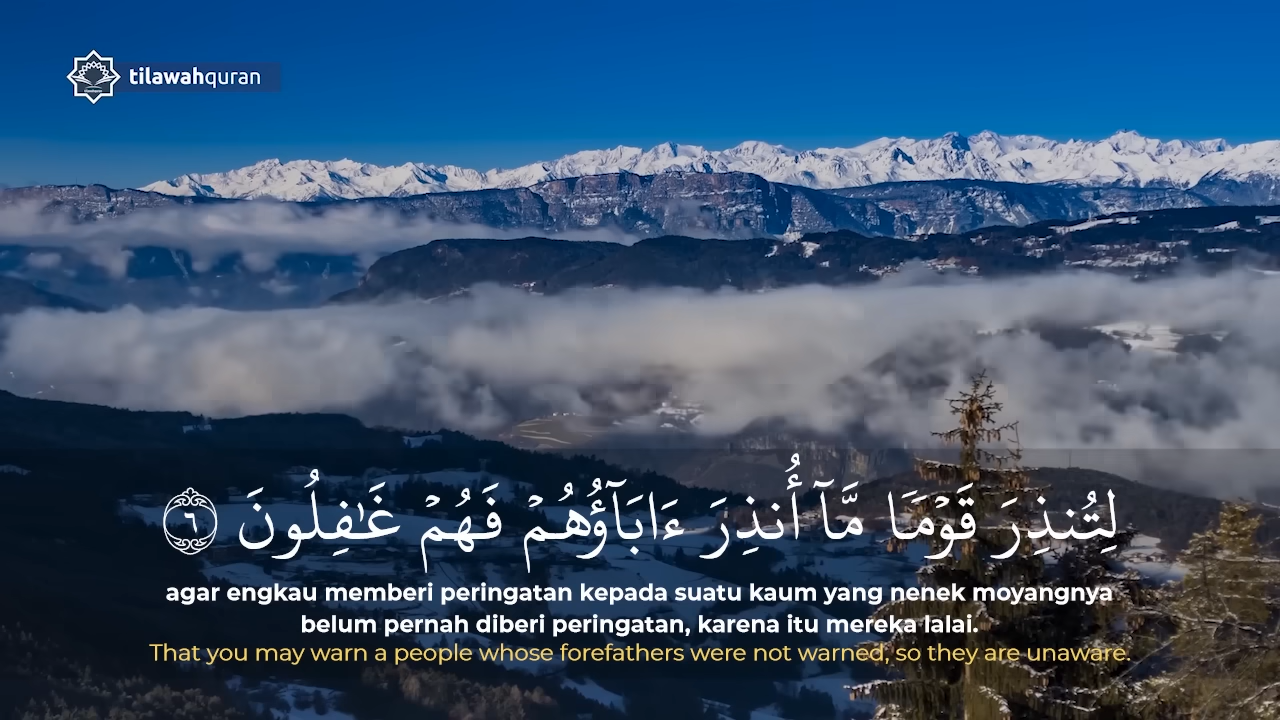 tilawahquran
لِتُنذِرَ قَوْمًا مَّآ أُنذِرَ ءَابَآؤُهُمْ فَهُمْ غَـٰفِلُونَ ٦
agar engkau memberi peringatan kepada suatu kaum yang nenek moyangnya
belum pernah diberi peringatan, karena itu mereka lalai.
That you may warn a people whose forefathers were not warned, so they are unaware.